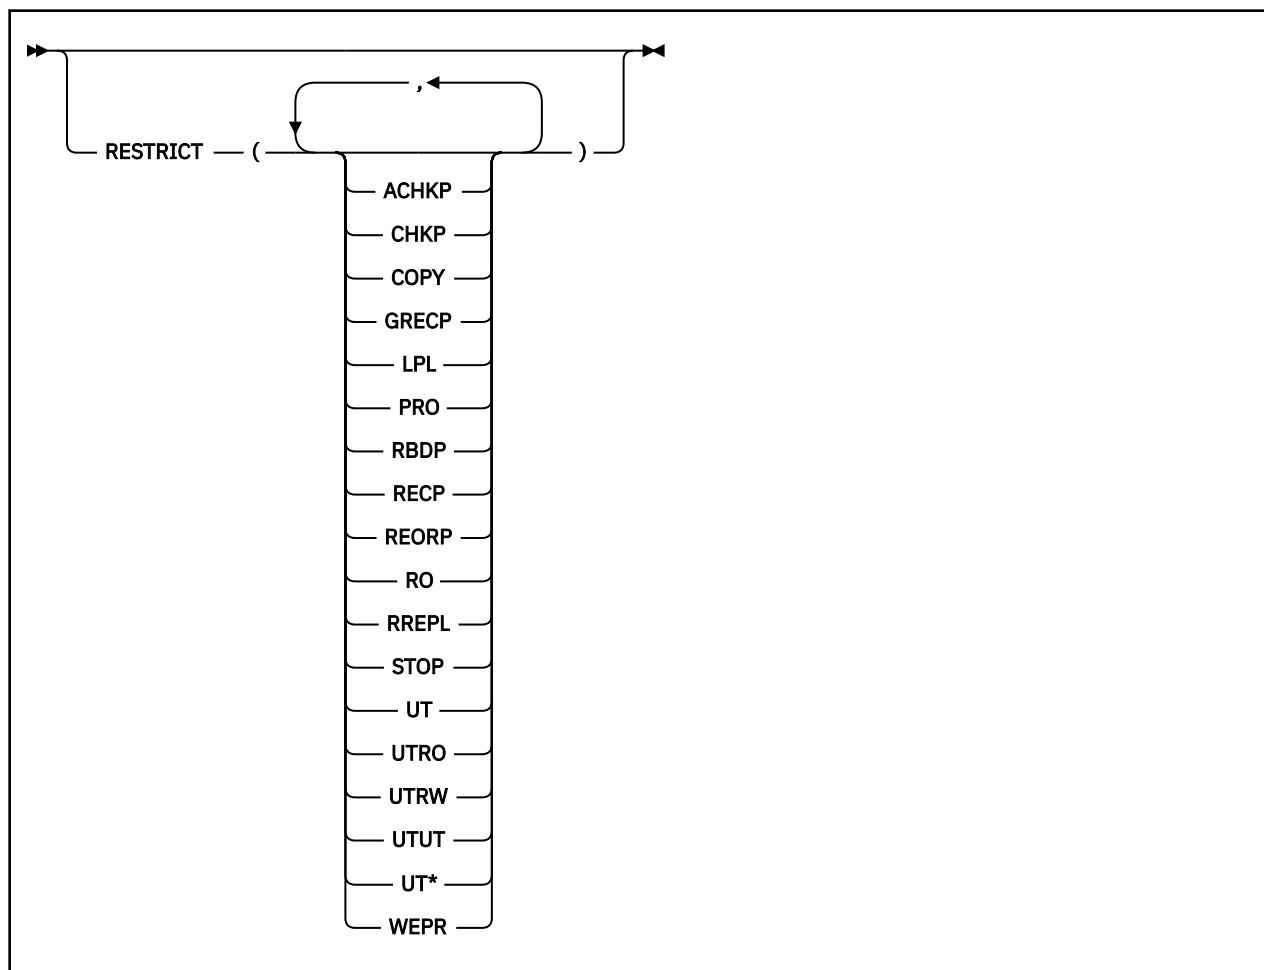 ,
RESTRICT ( )
ACHKP
CHKP
COPY
GRECP
LPL
PRO
RBDP
RECP
REORP
RO
RREPL
STOP
UT
UTRO
UTRW
UTUT
UT*
WEPR